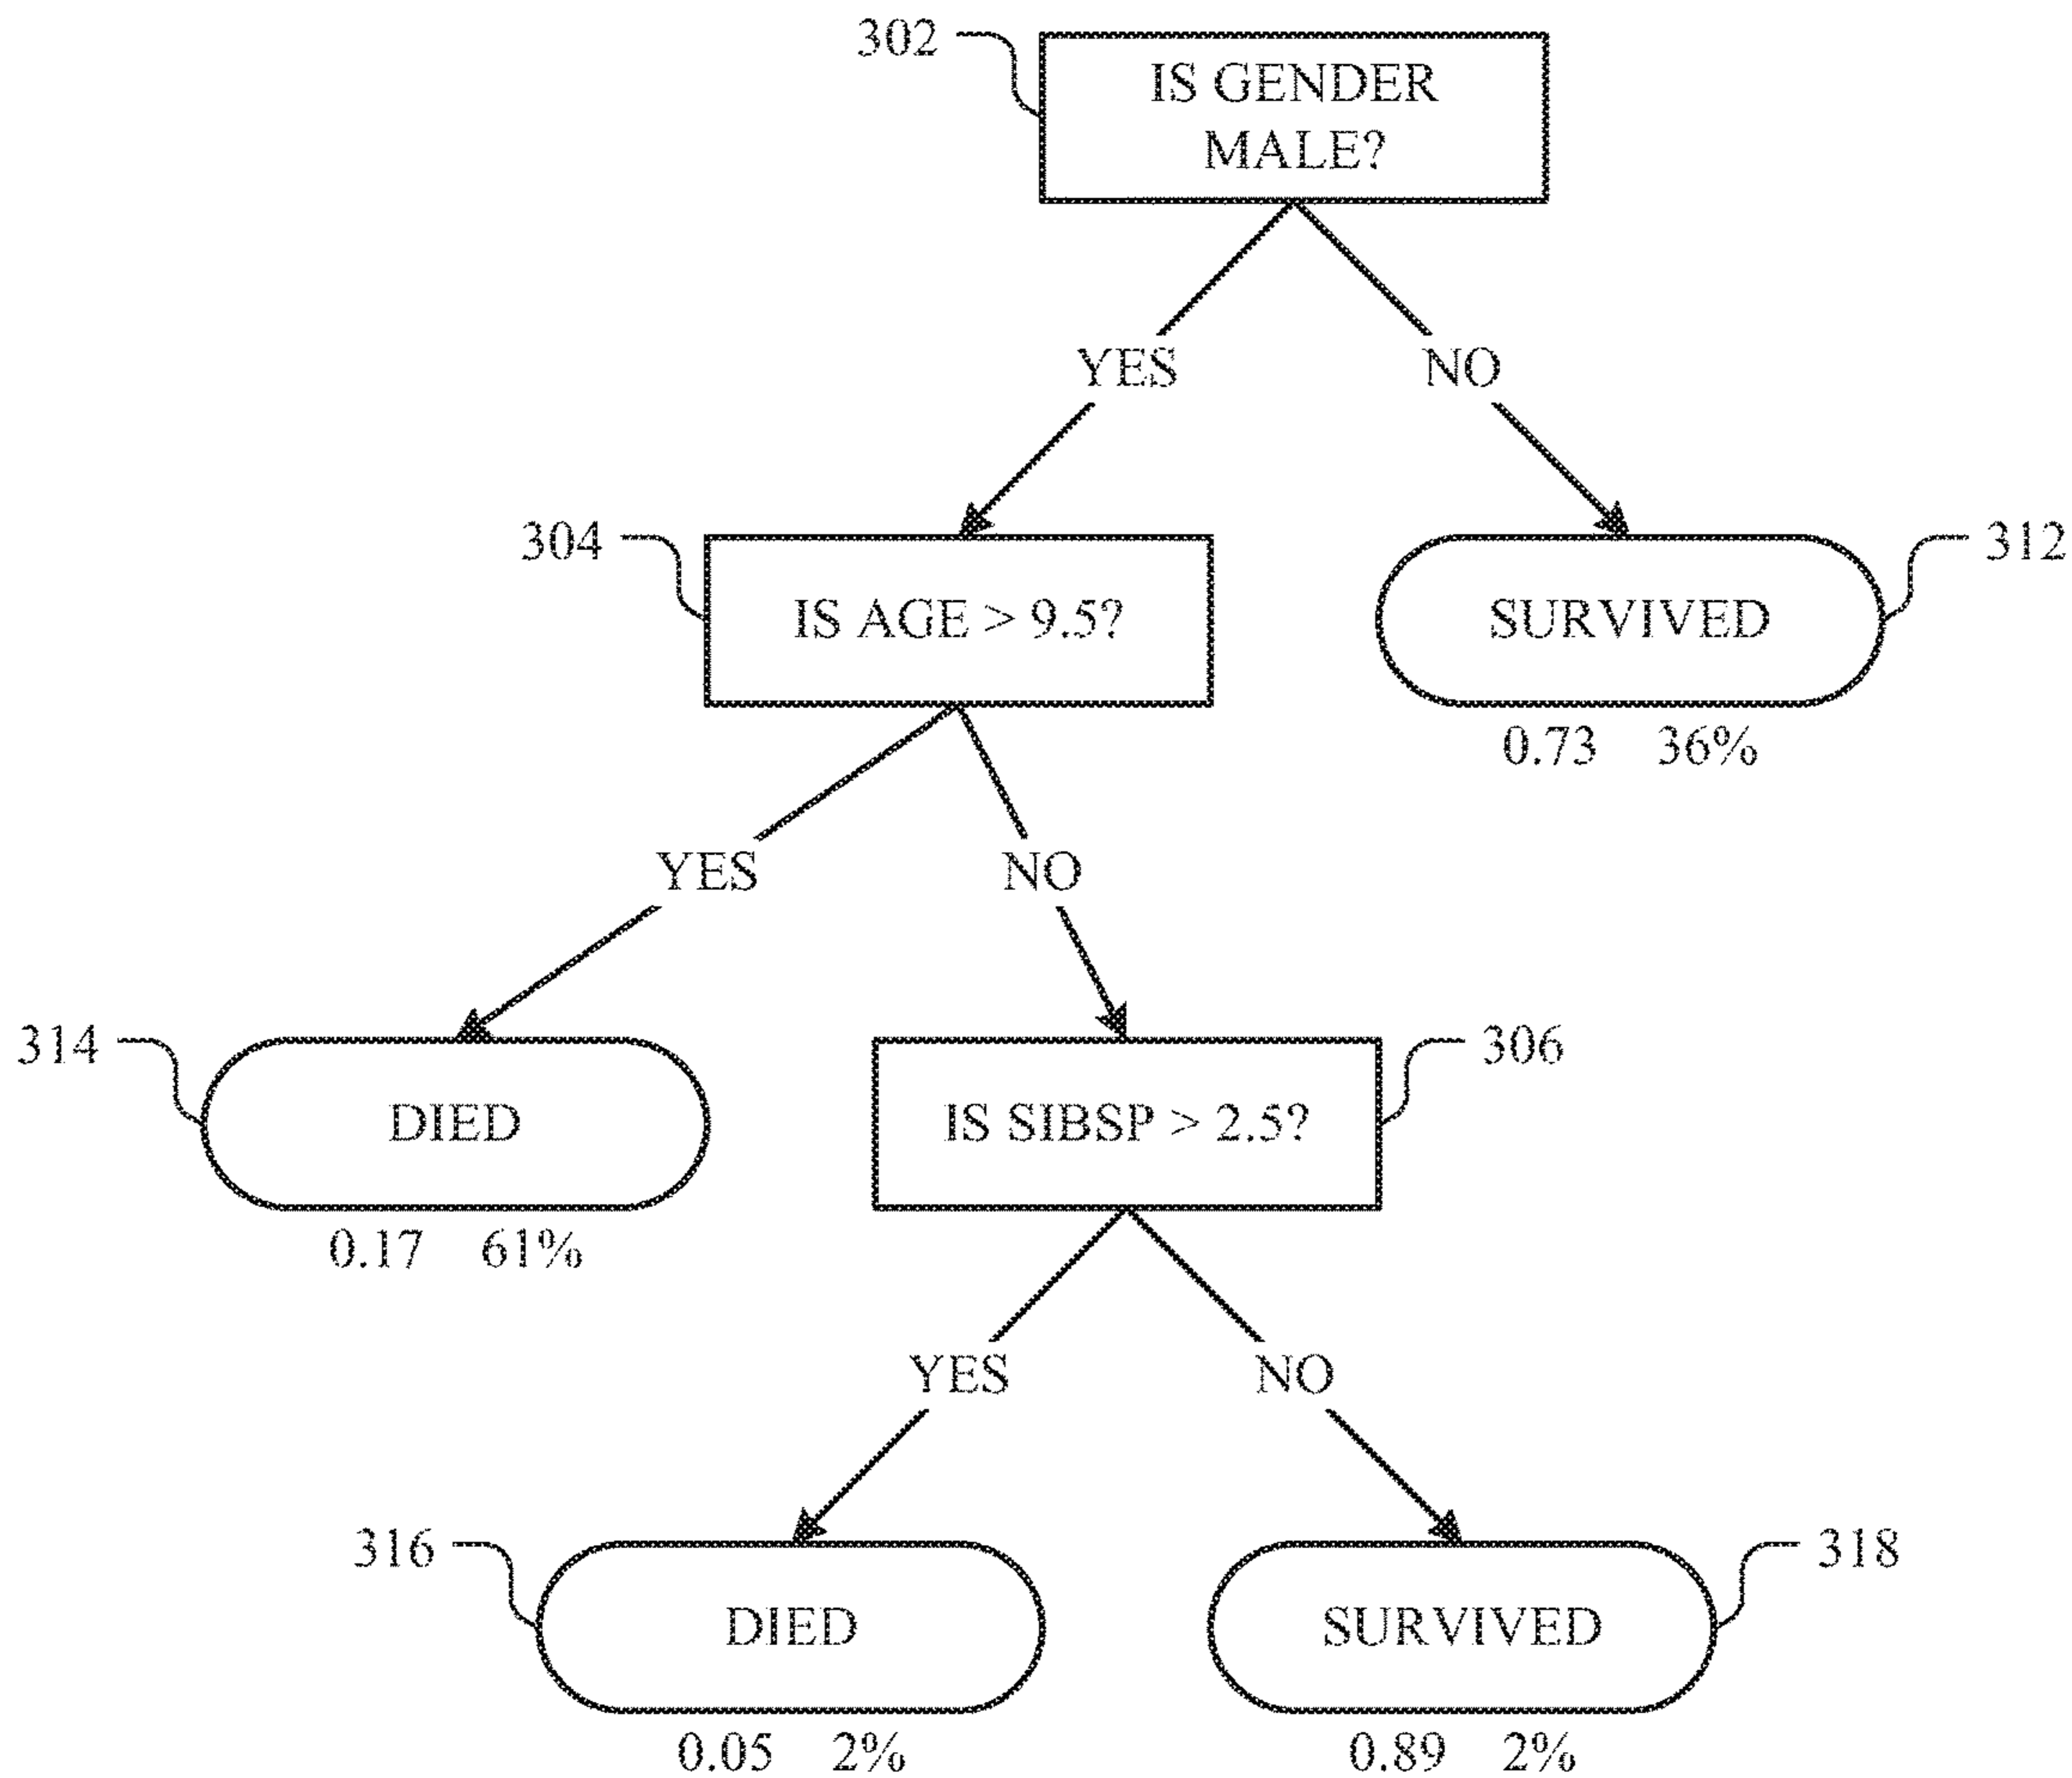 302
IS GENDER
MALE?
YES
NO
304
IS AGE > 9.5?
SURVIVED
312
0.73 36%
YES
NO
314
DIED
0.17 61%
IS SIBSP > 2.5?
306
YES
NO
316
DIED
0.05 2%
SURVIVED
318
0.89 2%